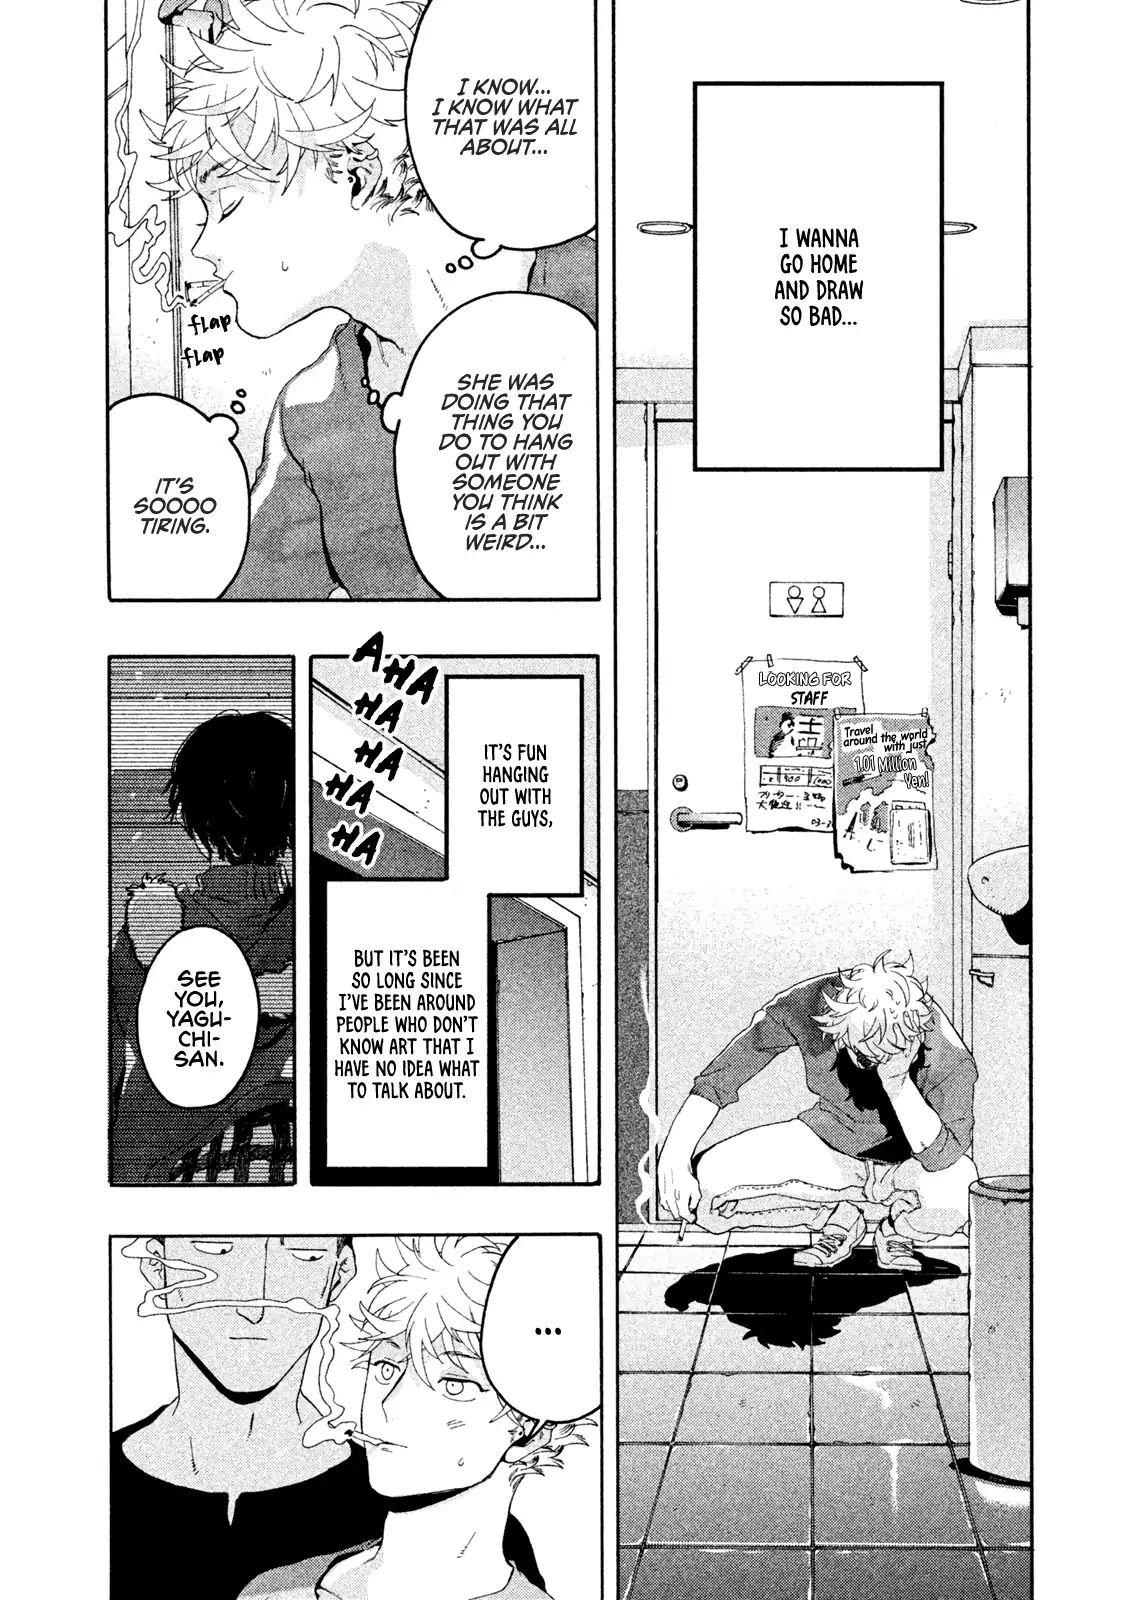 I WANNA
GO HOME
AND DRAW
SO BAD...
LOOKING FOR
STAFF
Travel
around the world
with just
1.01 Million
Yen!
I KNOW...
I KNOW WHAT
THAT WAS ALL
ABOUT...
SHE WAS
DOING THAT
THING YOU
DO TO HANG
OUT WITH
SOMEONE
YOU THINK
IS A BIT
WEIRD...
flap
flap
IT'S
SOOOO
TIRING.
AHA
HA
HA
HA
HA
IT'S FUN
HANGING
OUT WITH
THE GUYS,
BUT IT'S BEEN
SO LONG SINCE
I'VE BEEN AROUND
PEOPLE WHO DON'T
KNOW ART THAT I
HAVE NO IDEA WHAT
TO TALK ABOUT.
SEE
YOU,
YAGU-
CHI-
SAN.
...